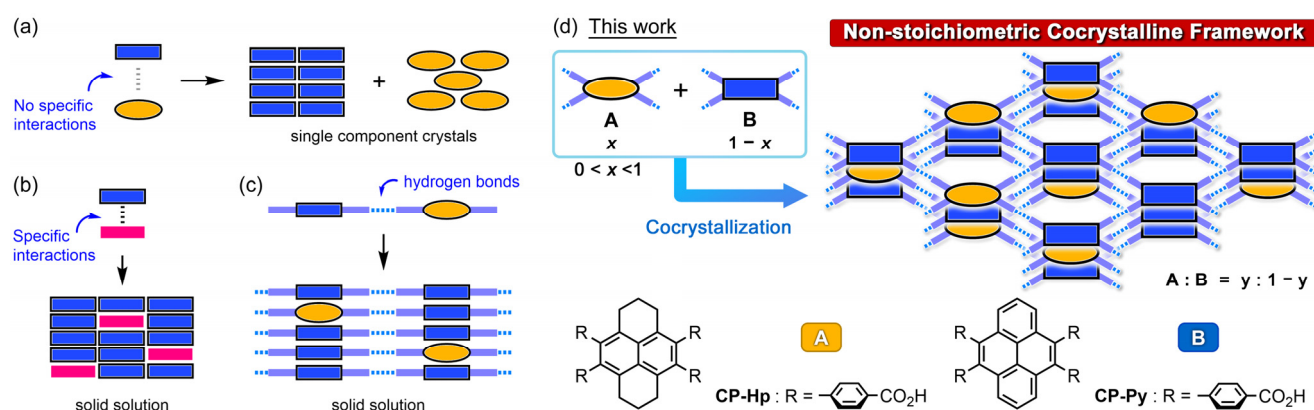 (a)
No specific
interactions
+
single component crystals
(b)
Specific
interactions
solid solution
(c)
hydrogen bonds
solid solution
(d) This work
A + B
x 1 − x
0 < x <1
Cocrystallization
Non-stoichiometric Cocrystalline Framework
A : B = y : 1 − y
R R
R R
A
CP-Hp : R = CO₂H
R R
R R
B
CP-Py : R = CO₂H